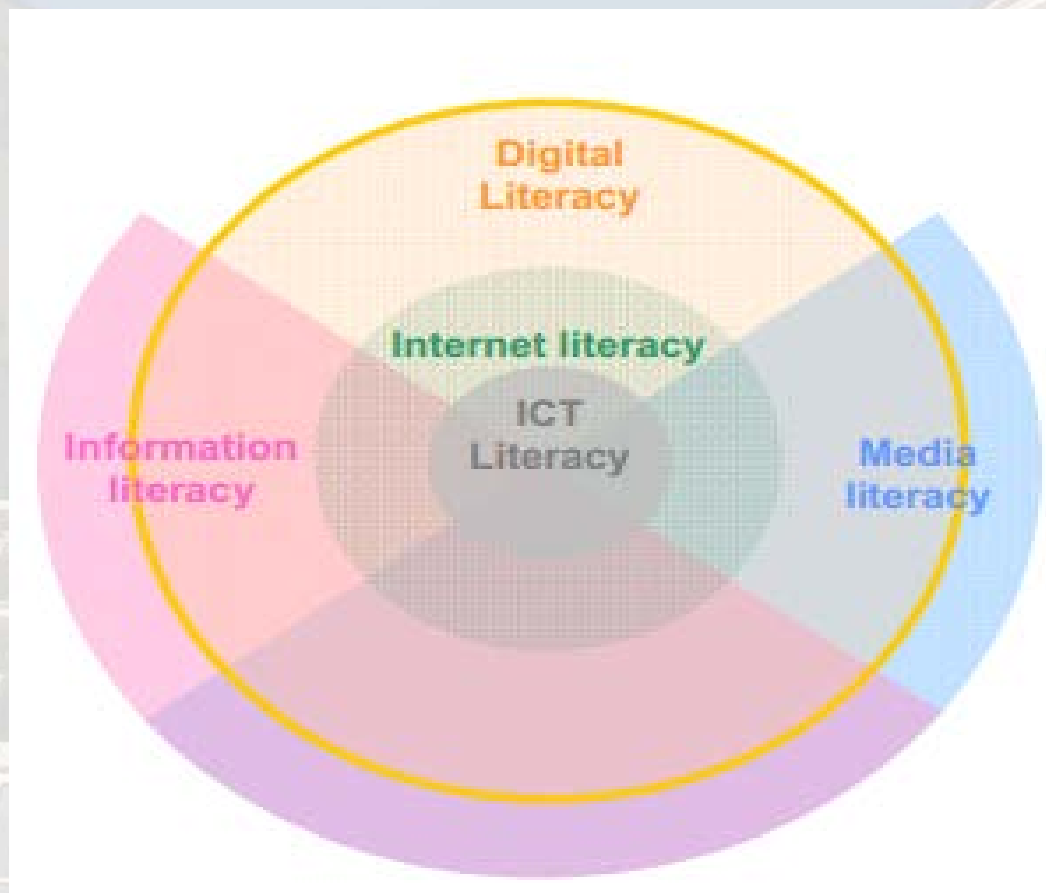 Digital
Literacy
Internet literacy
ICT
Literacy
Information
literacy
Media
literacy